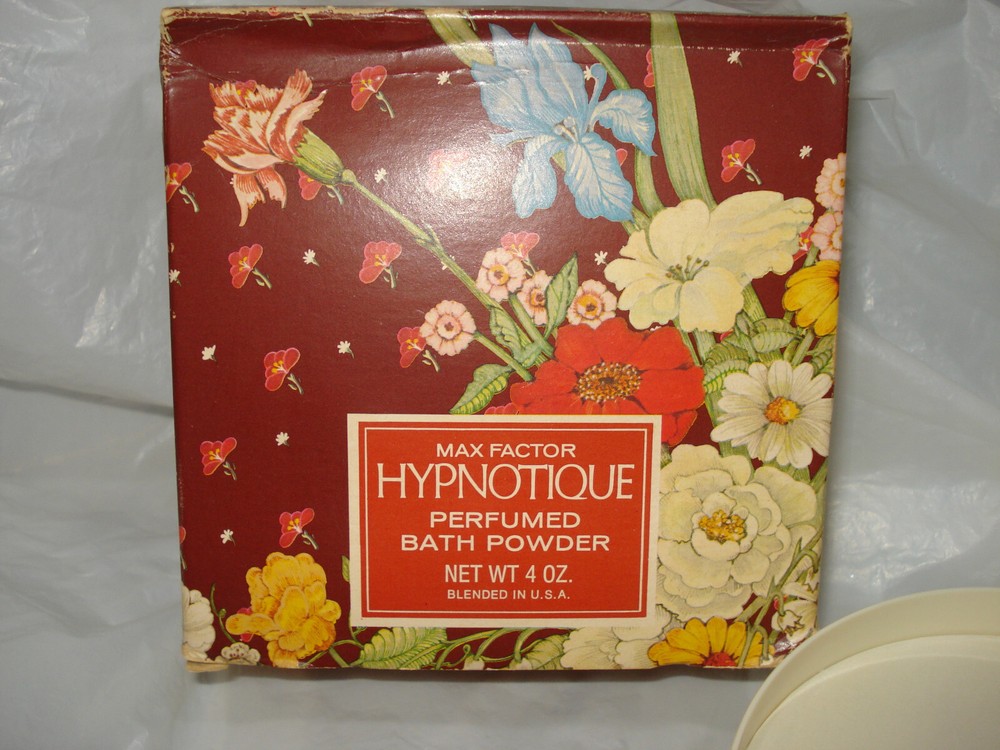 MAX FACTOR
HYPNOTIQUE
PERFUMED
BATH POWDER
NET WT 4 OZ.
BLENDED IN U.S.A.